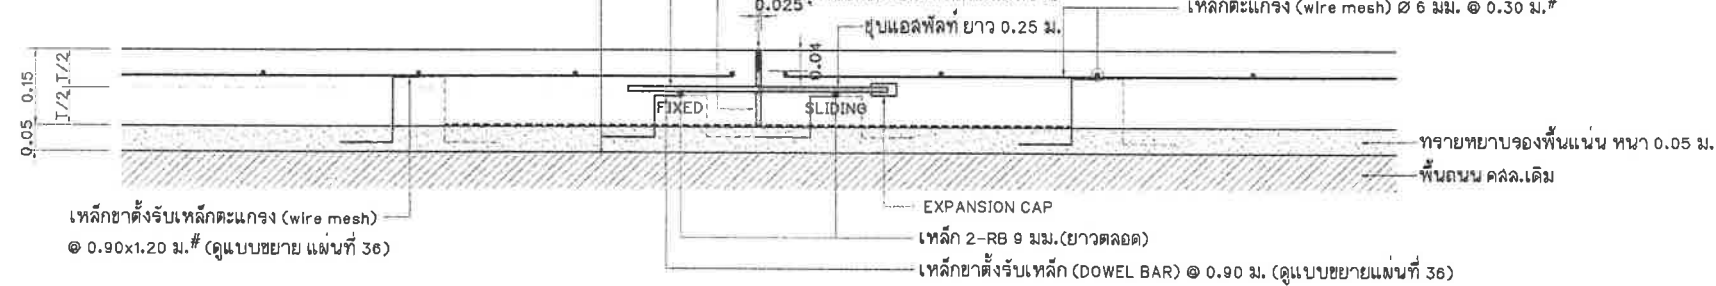 0.025
เหล็กตะแกรง (wire mesh) Ø 6 มม. @ 0.30 ม.#
ชุบแอสฟัลท์ ยาว 0.25 ม.
0.04
0.15
T/2
T/2
0.05
FIXED
SLIDING
ทรายหยาบรองพื้นแน่น หนา 0.05 ม.
พื้นถนน คสล.เดิม
เหล็กขาตั้งรับเหล็กตะแกรง (wire mesh)
@ 0.90x1.20 ม.# (ดูแบบขยาย แผ่นที่ 36)
EXPANSION CAP
เหล็ก 2-RB 9 มม.(ยาวตลอด)
เหล็กขาตั้งรับเหล็ก (DOWEL BAR) @ 0.90 ม. (ดูแบบขยายแผ่นที่ 36)